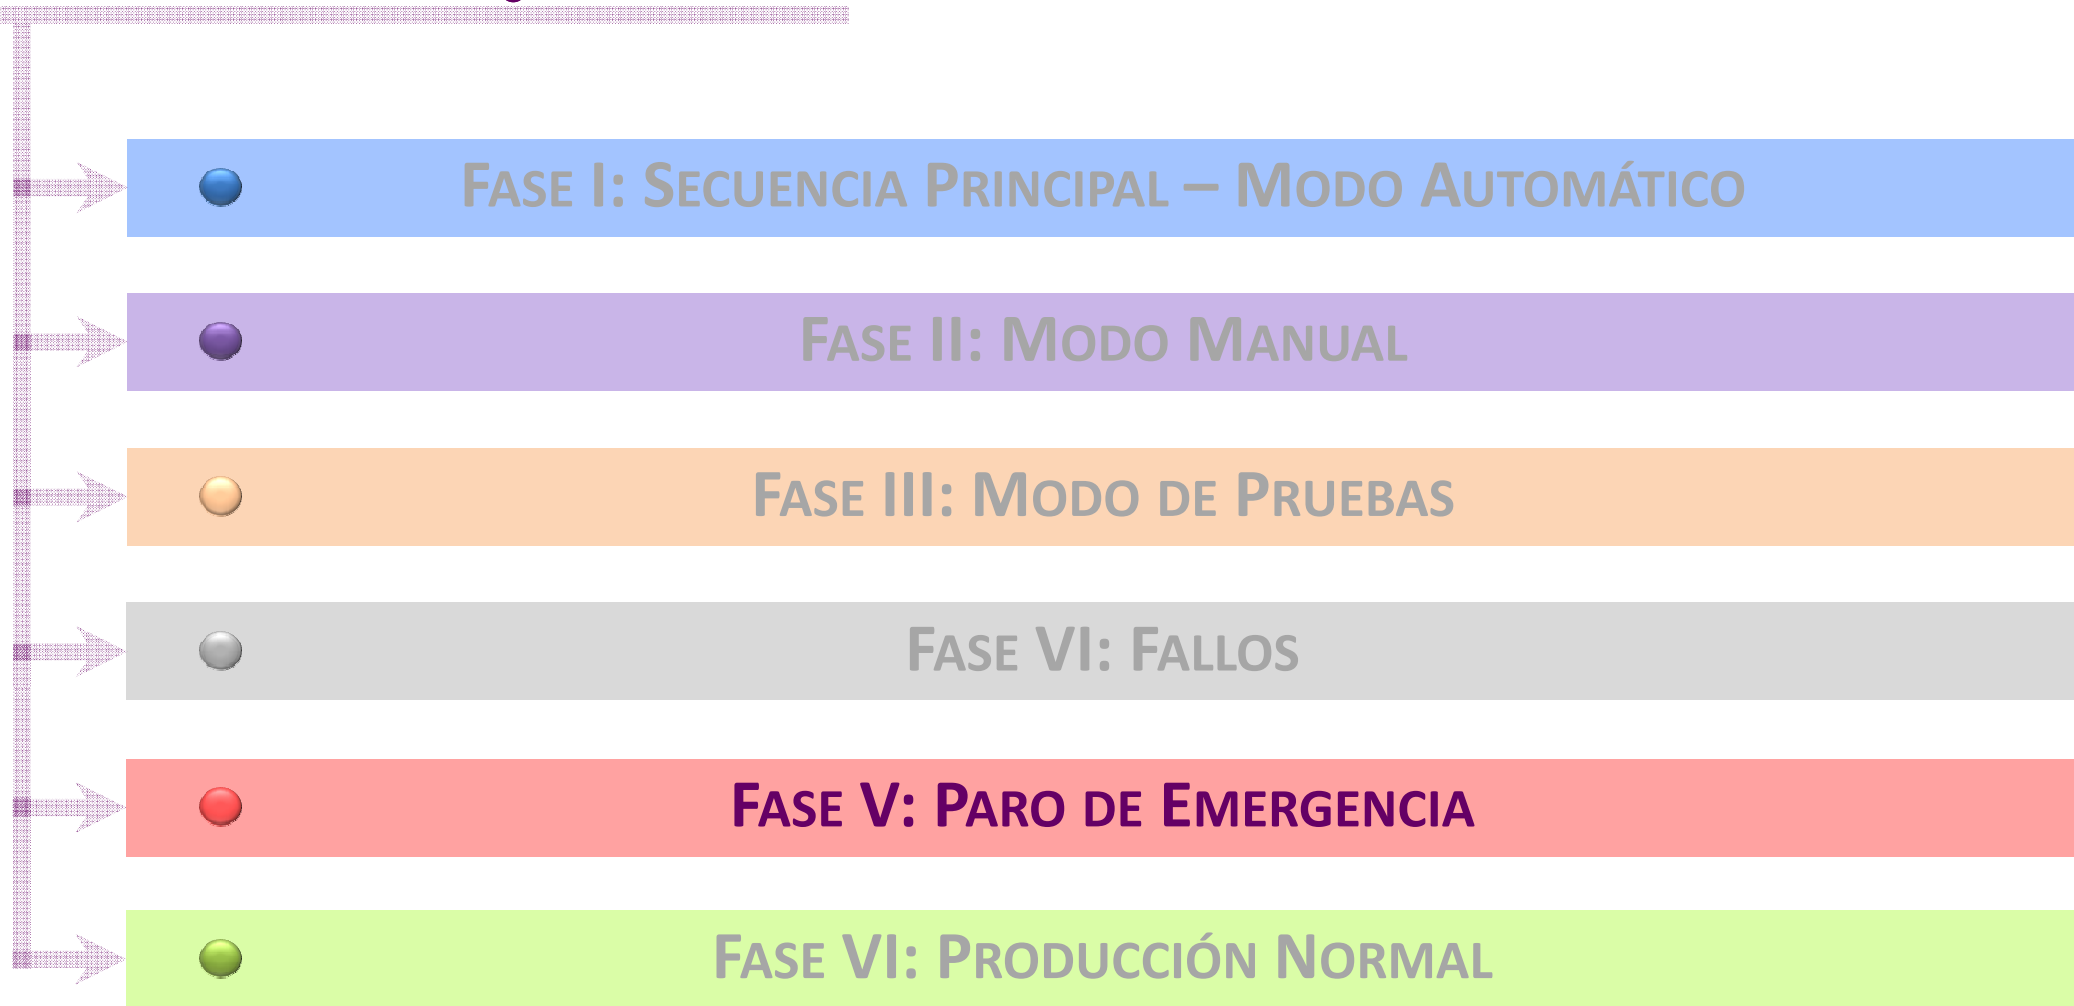 FASE I: SECUENCIA PRINCIPAL – MODO AUTOMÁTICO
FASE II: MODO MANUAL
FASE III: MODO DE PRUEBAS
FASE VI: FALLOS
FASE V: PARO DE EMERGENCIA
FASE VI: PRODUCCIÓN NORMAL